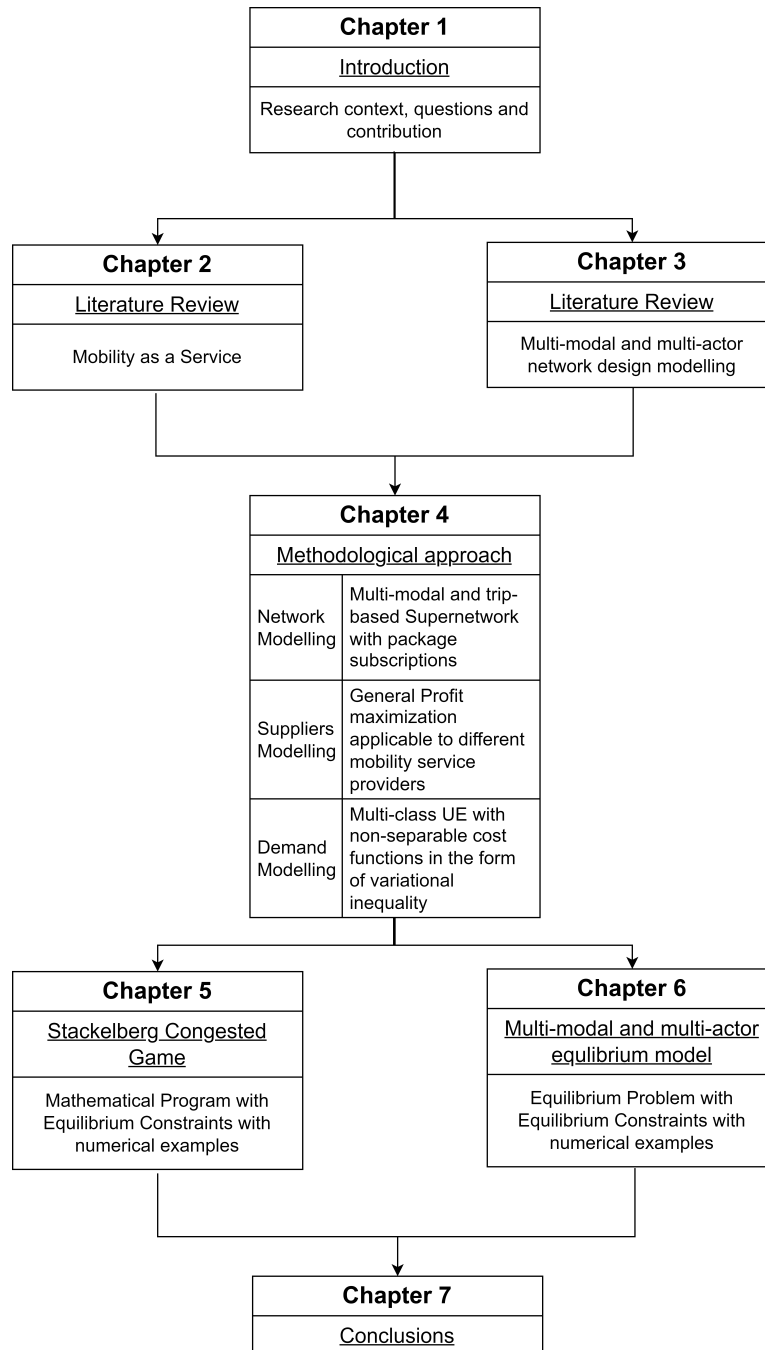 Chapter 1
Introduction
Research context, questions and
contribution
Chapter 2
Literature Review
Mobility as a Service
Chapter 3
Literature Review
Multi-modal and multi-actor
network design modelling
Chapter 4
Methodological approach
Network
Modelling
Multi-modal and trip-
based Supernetwork
with package
subscriptions
Suppliers
Modelling
General Profit
maximization
applicable to different
mobility service
providers
Demand
Modelling
Multi-class UE with
non-separable cost
functions in the form
of variational
inequality
Chapter 5
Stackelberg Congested
Game
Mathematical Program with
Equilibrium Constraints with
numerical examples
Chapter 6
Multi-modal and multi-actor
equlibrium model
Equilibrium Problem with
Equilibrium Constraints with
numerical examples
Chapter 7
Conclusions